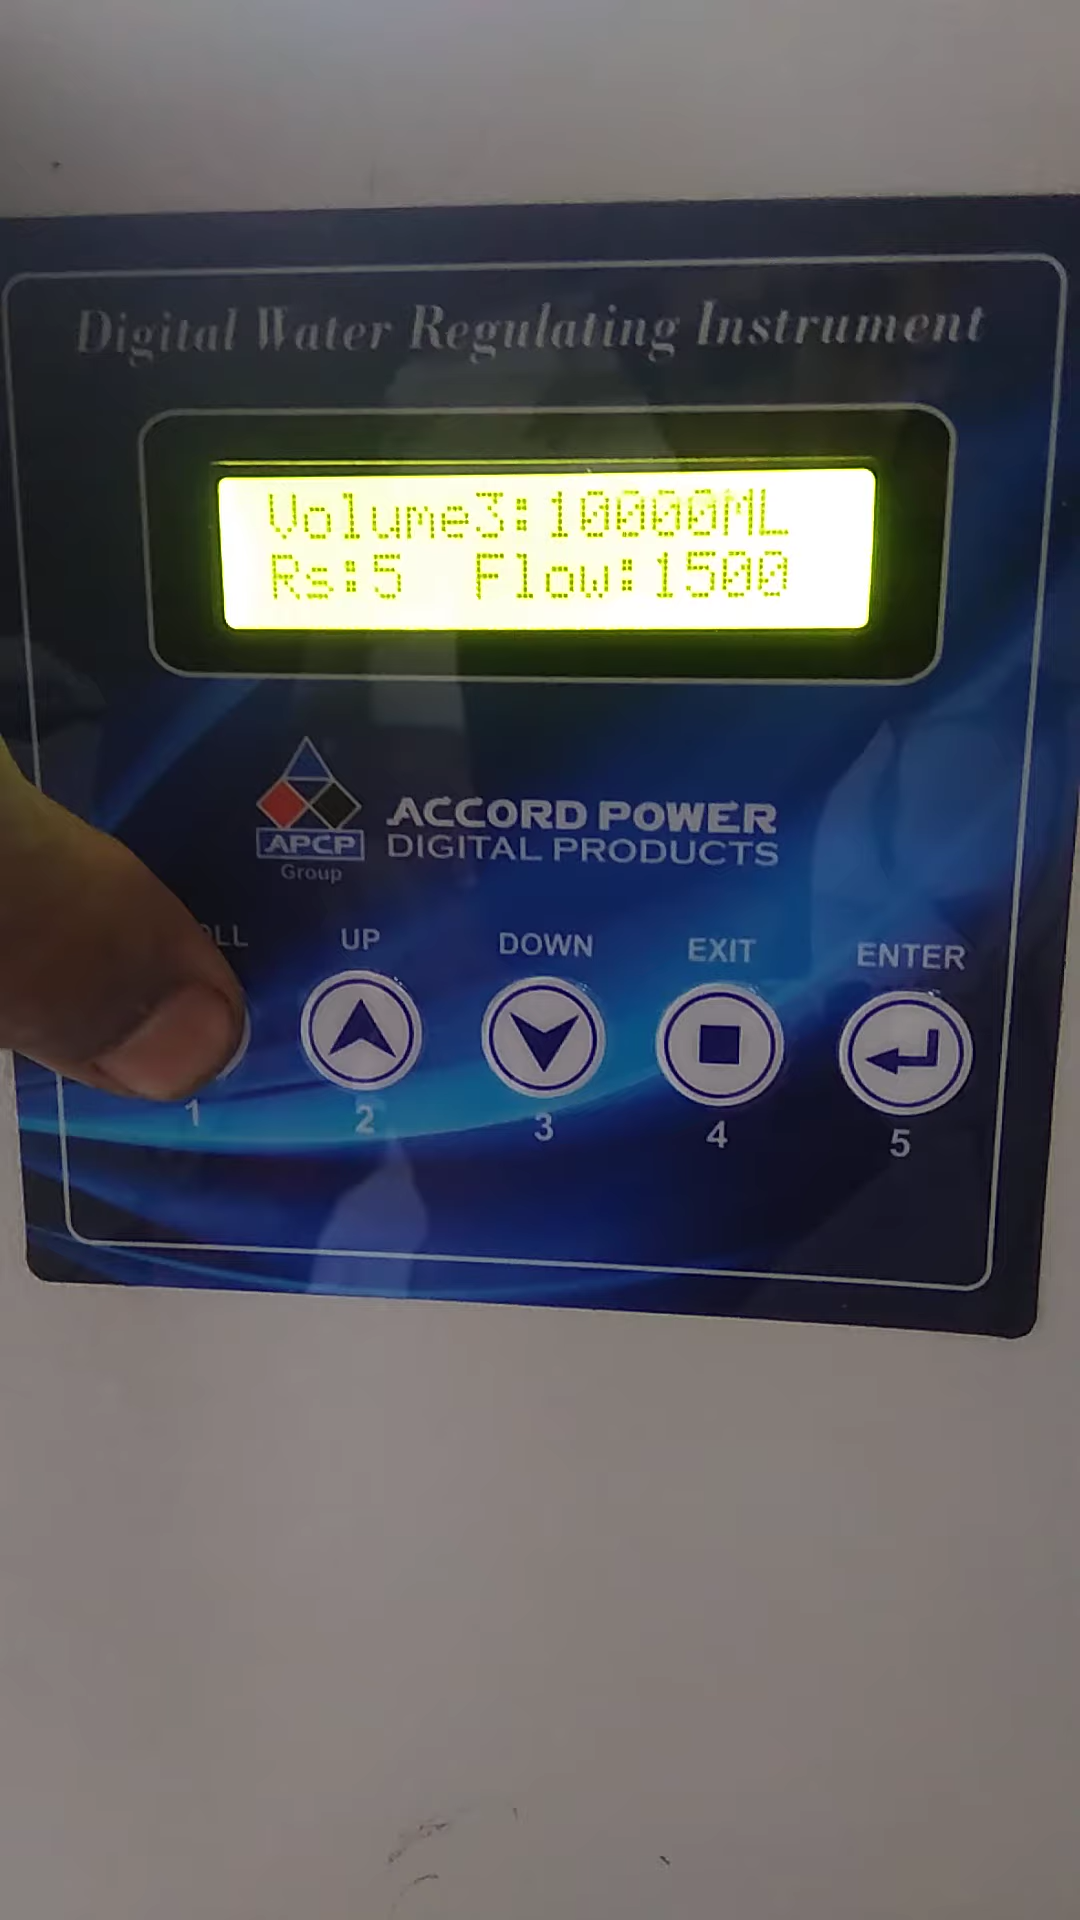 Digital Water Regulating Instrument
Volume3:10000ML
Rs:5 Flow:1500
ACCORD POWER
DIGITAL PRODUCTS
APCP
Group
UP DOWN EXIT ENTER
1 2 3 4 5